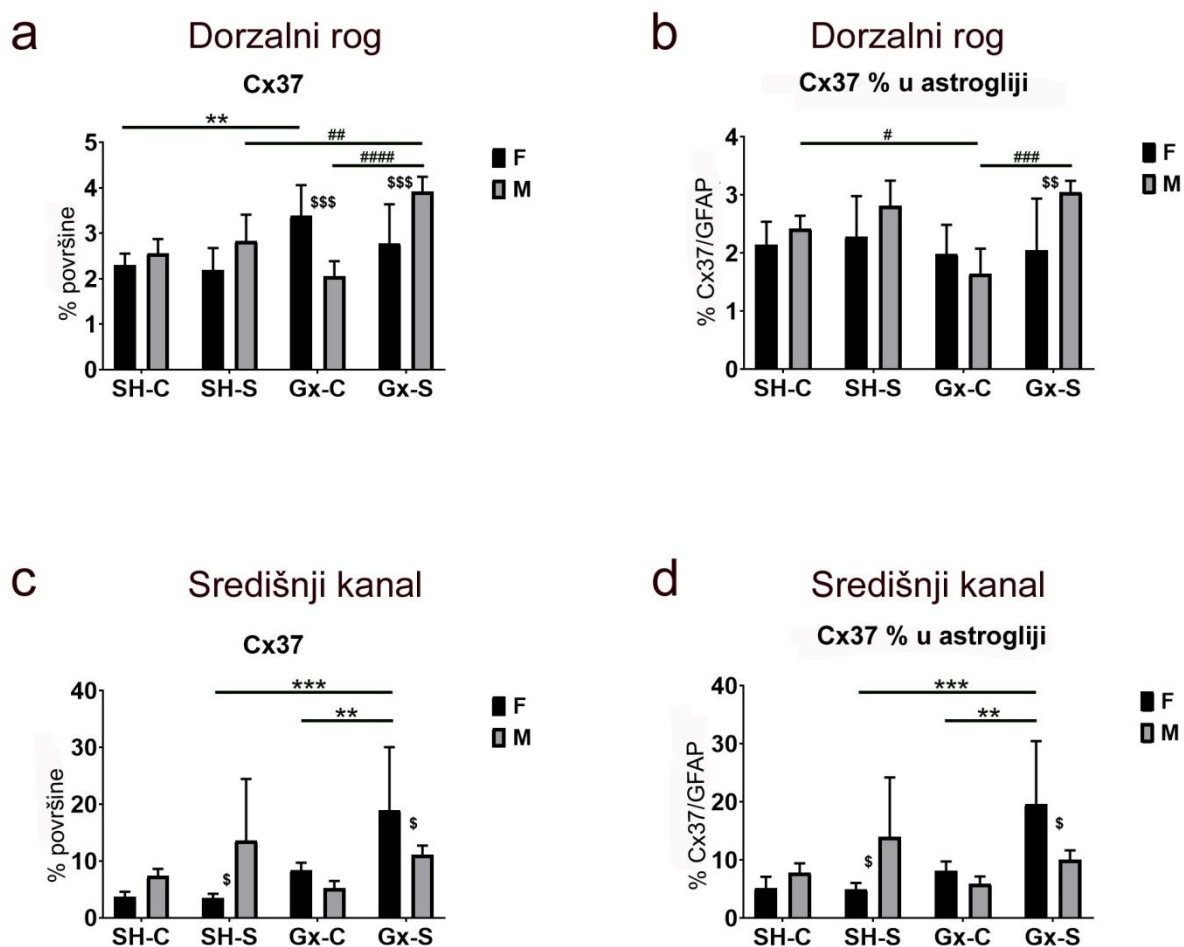 a Dorzalni rog
Cx37
**
##
####
$$$
$$$
5
4
3
2
1
0
% površine
SH-C SH-S Gx-C Gx-S
F
M
b Dorzalni rog
Cx37 % u astrogliji
#
###
$$
4
3
2
1
0
% Cx37/GFAP
SH-C SH-S Gx-C Gx-S
F
M
c Središnji kanal
Cx37
***
**
$
$
40
30
20
10
0
% površine
SH-C SH-S Gx-C Gx-S
F
M
d Središnji kanal
Cx37 % u astrogliji
***
**
$
$
40
30
20
10
0
% Cx37/GFAP
SH-C SH-S Gx-C Gx-S
F
M